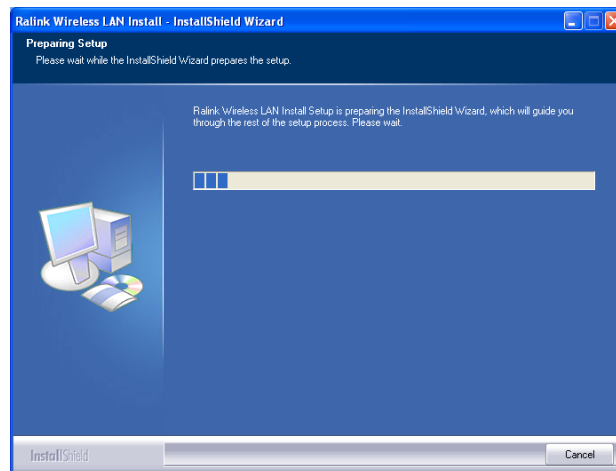 Ralink Wireless LAN Install - InstallShield Wizard
Preparing Setup
Please wait while the InstallShield Wizard prepares the setup.
Ralink Wireless LAN Install Setup is preparing the InstallShield Wizard, which will guide you
through the rest of the setup process. Please wait.
InstallShield
Cancel